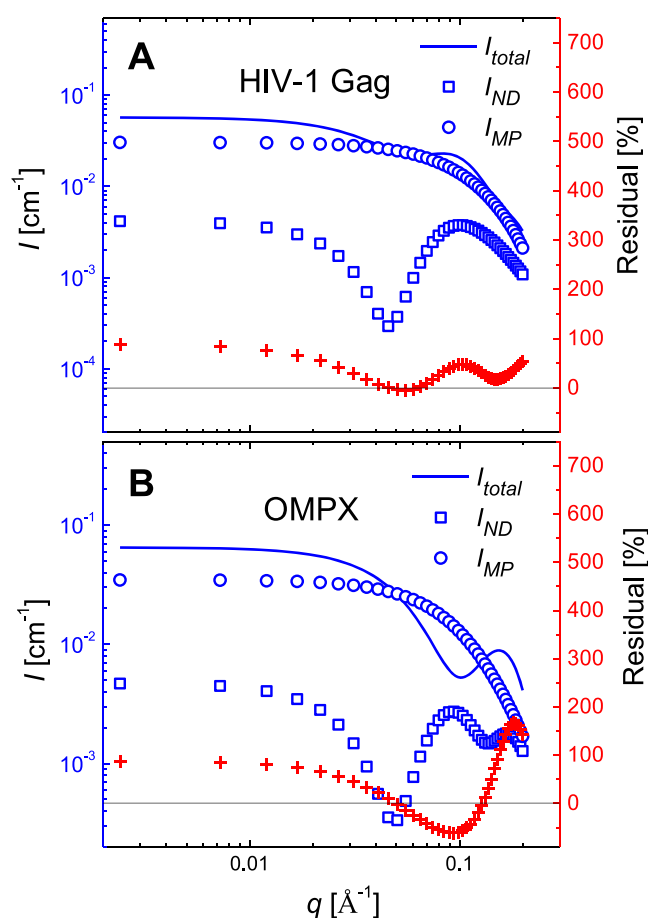 A
HIV-1 Gag
I_total
I_ND
I_MP
10⁻¹
10⁻²
10⁻³
10⁻⁴
I [cm⁻¹]
700
600
500
400
300
200
100
0
Residual [%]
B
OMPX
I_total
I_ND
I_MP
10⁻¹
10⁻²
10⁻³
I [cm⁻¹]
700
600
500
400
300
200
100
0
Residual [%]
0.01
0.1
q [Å⁻¹]